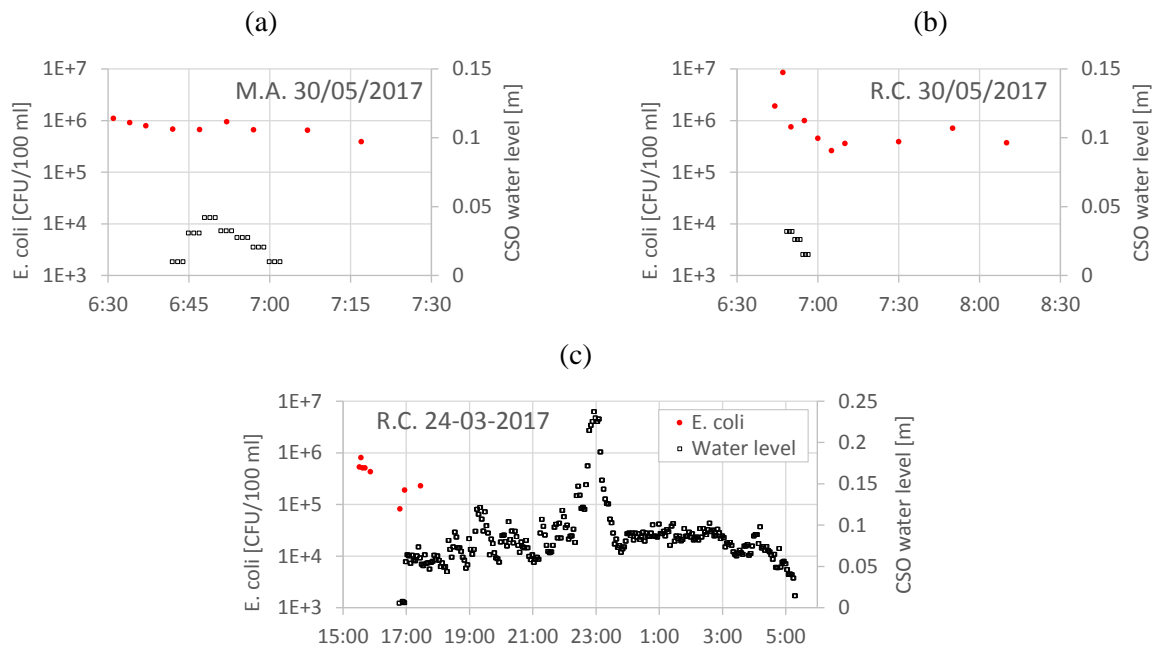 (a)
M.A. 30/05/2017
E. coli [CFU/100 ml]
1E+7
1E+6
1E+5
1E+4
1E+3
0.15
0.1
0.05
0
CSO water level [m]
6:30 6:45 7:00 7:15 7:30
(b)
R.C. 30/05/2017
E. coli [CFU/100 ml]
1E+7
1E+6
1E+5
1E+4
1E+3
0.15
0.1
0.05
0
CSO water level [m]
6:30 7:00 7:30 8:00 8:30
(c)
R.C. 24-03-2017
E. coli
Water level
E. coli [CFU/100 ml]
1E+7
1E+6
1E+5
1E+4
1E+3
0.25
0.2
0.15
0.1
0.05
0
CSO water level [m]
15:00 17:00 19:00 21:00 23:00 1:00 3:00 5:00